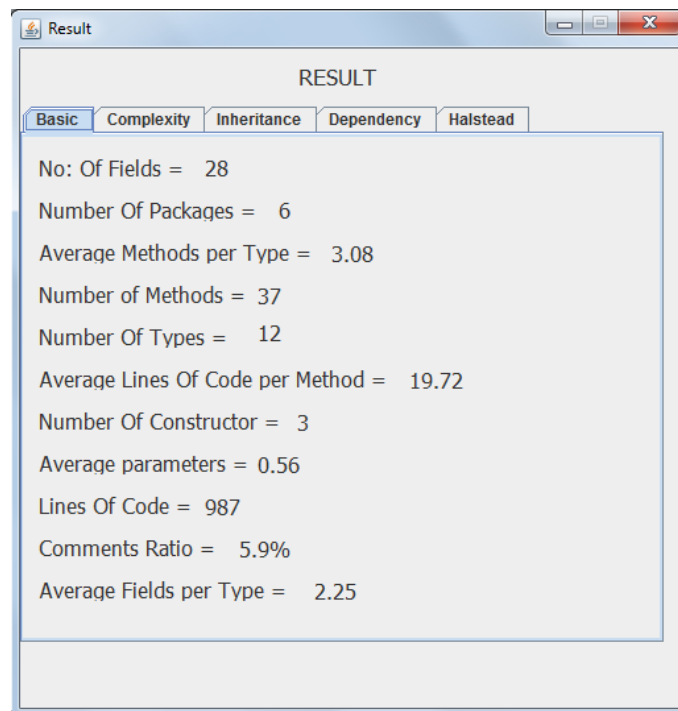 Result
RESULT
Basic Complexity Inheritance Dependency Halstead
No: Of Fields = 28
Number Of Packages = 6
Average Methods per Type = 3.08
Number of Methods = 37
Number Of Types = 12
Average Lines Of Code per Method = 19.72
Number Of Constructor = 3
Average parameters = 0.56
Lines Of Code = 987
Comments Ratio = 5.9%
Average Fields per Type = 2.25